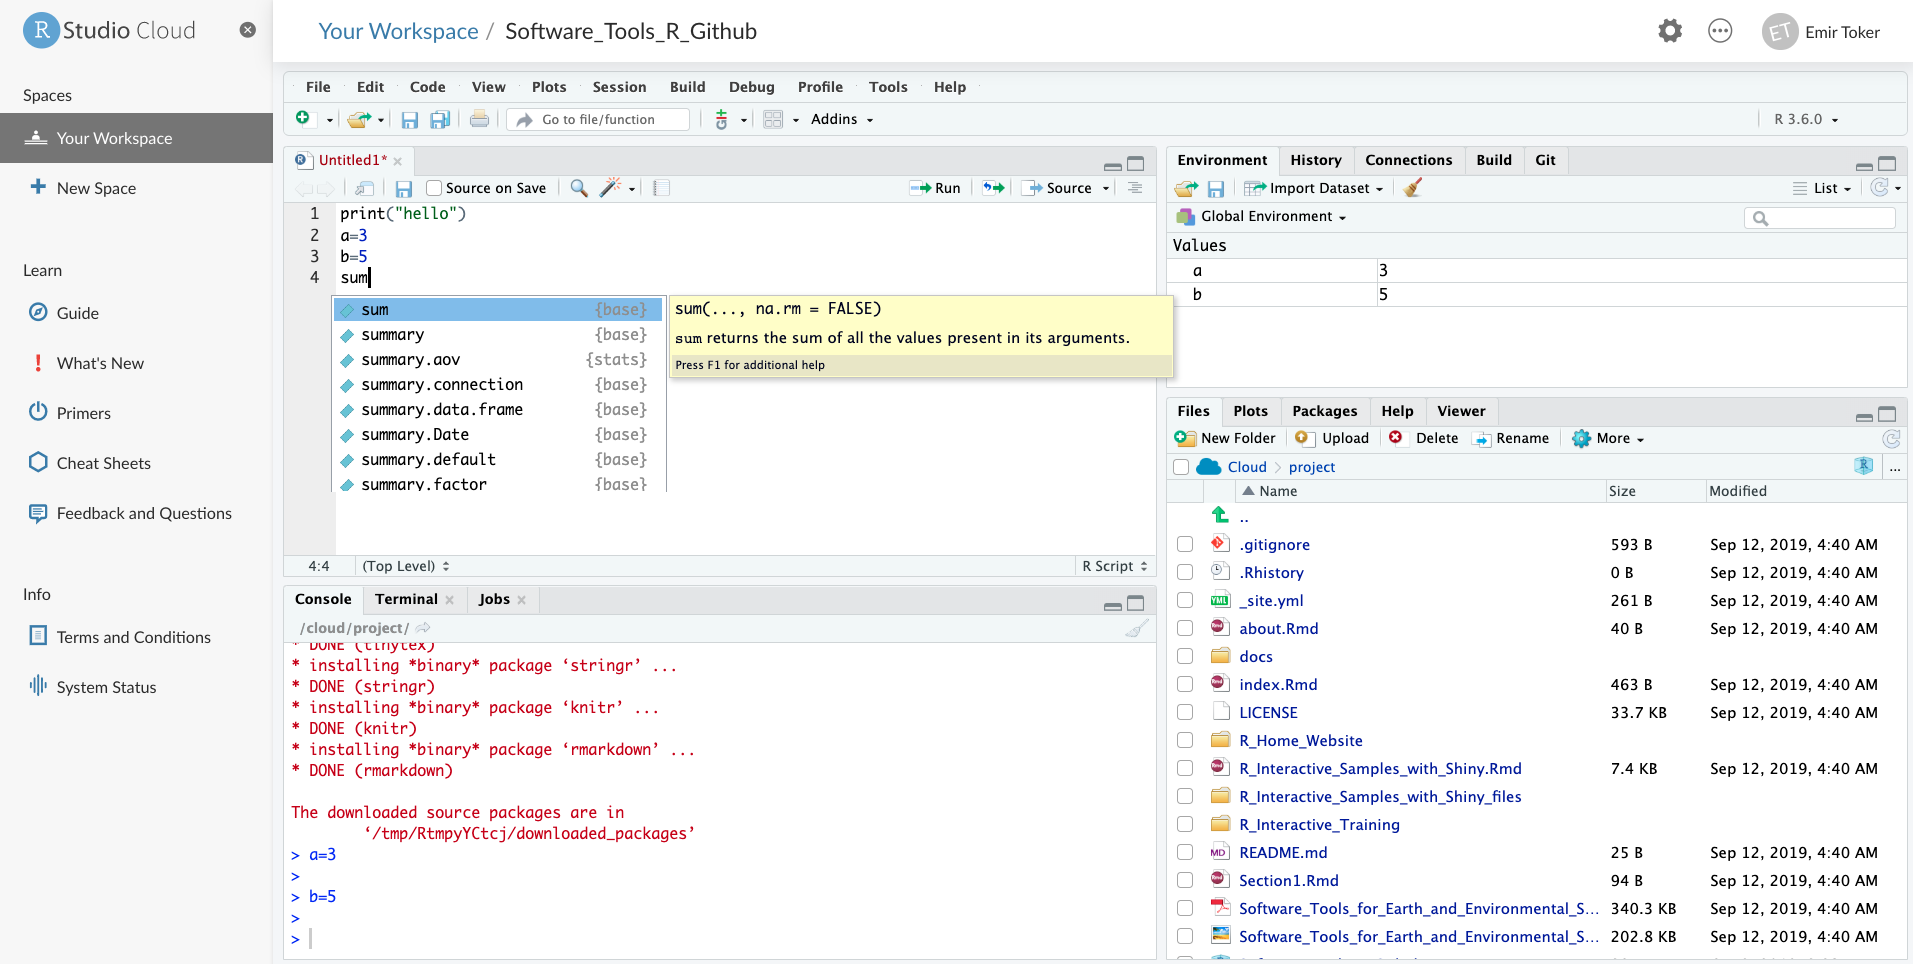 R Studio Cloud
Your Workspace / Software_Tools_R_Github
ET Emir Toker
Spaces
Your Workspace
New Space
Learn
Guide
What's New
Primers
Cheat Sheets
Feedback and Questions
Info
Terms and Conditions
System Status
File Edit Code View Plots Session Build Debug Profile Tools Help
Go to file/function Addins R 3.6.0
Untitled1*
Source on Save Run Source
1 print("hello")
2 a=3
3 b=5
4 sum
sum {base}
summary {base}
summary.aov {stats}
summary.connection {base}
summary.data.frame {base}
summary.Date {base}
summary.default {base}
summary.factor {base}
sum(..., na.rm = FALSE)
sum returns the sum of all the values present in its arguments.
Press F1 for additional help
4:4 (Top Level) R Script
Console Terminal Jobs
/cloud/project/
* DONE (tinytex)
* installing *binary* package ‘stringr’ ...
* DONE (stringr)
* installing *binary* package ‘knitr’ ...
* DONE (knitr)
* installing *binary* package ‘rmarkdown’ ...
* DONE (rmarkdown)
The downloaded source packages are in
‘/tmp/RtmpyYCtcj/downloaded_packages’
> a=3
>
> b=5
>
>
Environment History Connections Build Git
Import Dataset List
Global Environment
Values
a 3
b 5
Files Plots Packages Help Viewer
New Folder Upload Delete Rename More
Cloud project R ...
Name Size Modified
..
.gitignore 593 B Sep 12, 2019, 4:40 AM
.Rhistory 0 B Sep 12, 2019, 4:40 AM
YML _site.yml 261 B Sep 12, 2019, 4:40 AM
Rmd about.Rmd 40 B Sep 12, 2019, 4:40 AM
docs
Rmd index.Rmd 463 B Sep 12, 2019, 4:40 AM
LICENSE 33.7 KB Sep 12, 2019, 4:40 AM
R_Home_Website
Rmd R_Interactive_Samples_with_Shiny.Rmd 7.4 KB Sep 12, 2019, 4:40 AM
R_Interactive_Samples_with_Shiny_files
R_Interactive_Training
MD README.md 25 B Sep 12, 2019, 4:40 AM
Rmd Section1.Rmd 94 B Sep 12, 2019, 4:40 AM
Software_Tools_for_Earth_and_Environmental_S... 340.3 KB Sep 12, 2019, 4:40 AM
Software_Tools_for_Earth_and_Environmental_S... 202.8 KB Sep 12, 2019, 4:40 AM